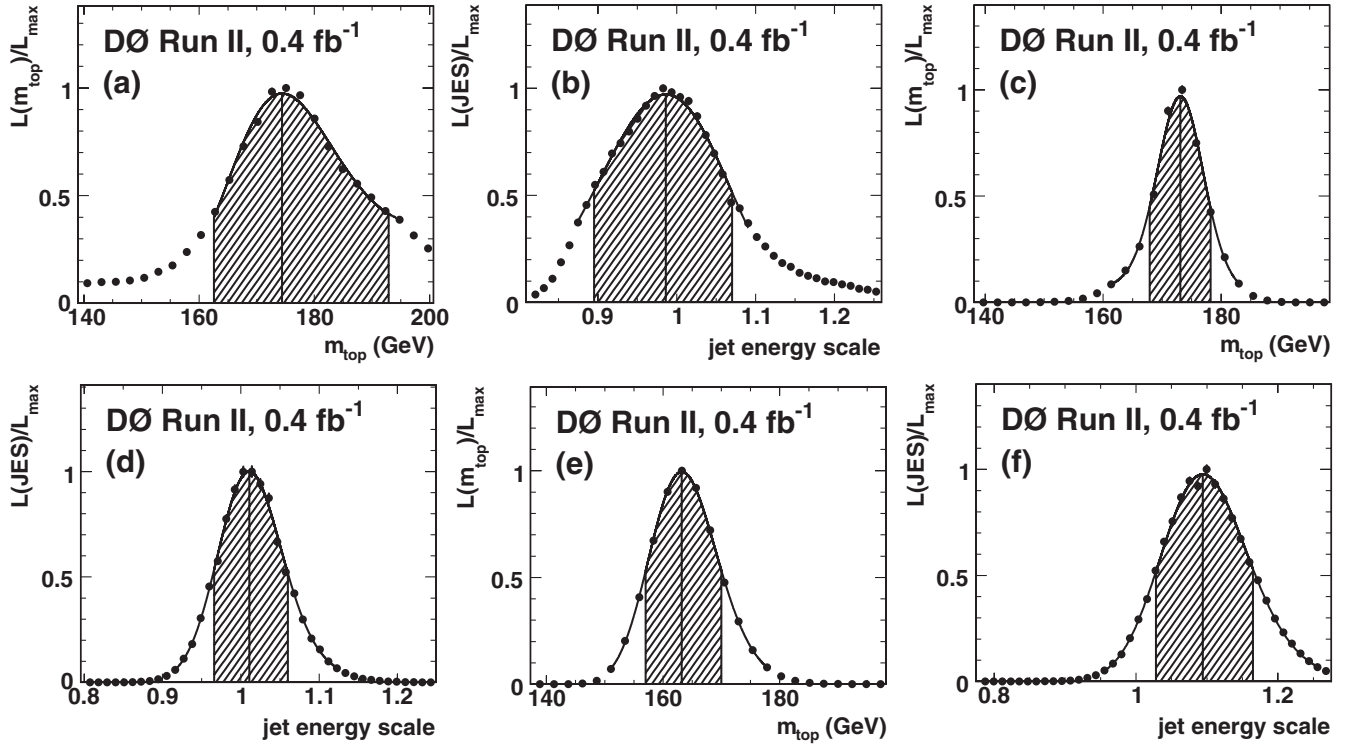 L(m_top)/L_max
DØ Run II, 0.4 fb⁻¹
(a)
1
0.5
0
140 160 180 200
m_top (GeV)
L(JES)/L_max
DØ Run II, 0.4 fb⁻¹
(b)
1
0.5
0
0.9 1 1.1 1.2
jet energy scale
L(m_top)/L_max
DØ Run II, 0.4 fb⁻¹
(c)
1
0.5
0
140 160 180
m_top (GeV)
L(JES)/L_max
DØ Run II, 0.4 fb⁻¹
(d)
1
0.5
0
0.8 0.9 1 1.1 1.2
jet energy scale
L(m_top)/L_max
DØ Run II, 0.4 fb⁻¹
(e)
1
0.5
0
140 160 180
m_top (GeV)
L(JES)/L_max
DØ Run II, 0.4 fb⁻¹
(f)
1
0.5
0
0.8 1 1.2
jet energy scale